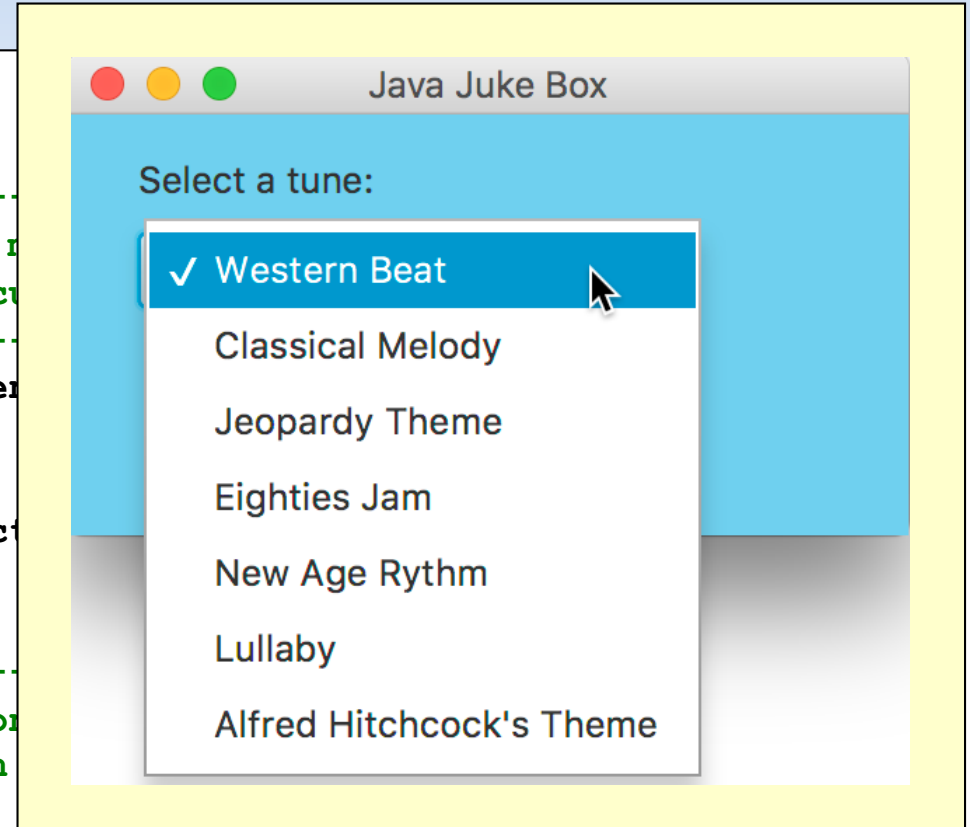 Java Juke Box
Select a tune:
✓ Western Beat
Classical Melody
Jeopardy Theme
Eighties Jam
New Age Rythm
Lullaby
Alfred Hitchcock's Theme